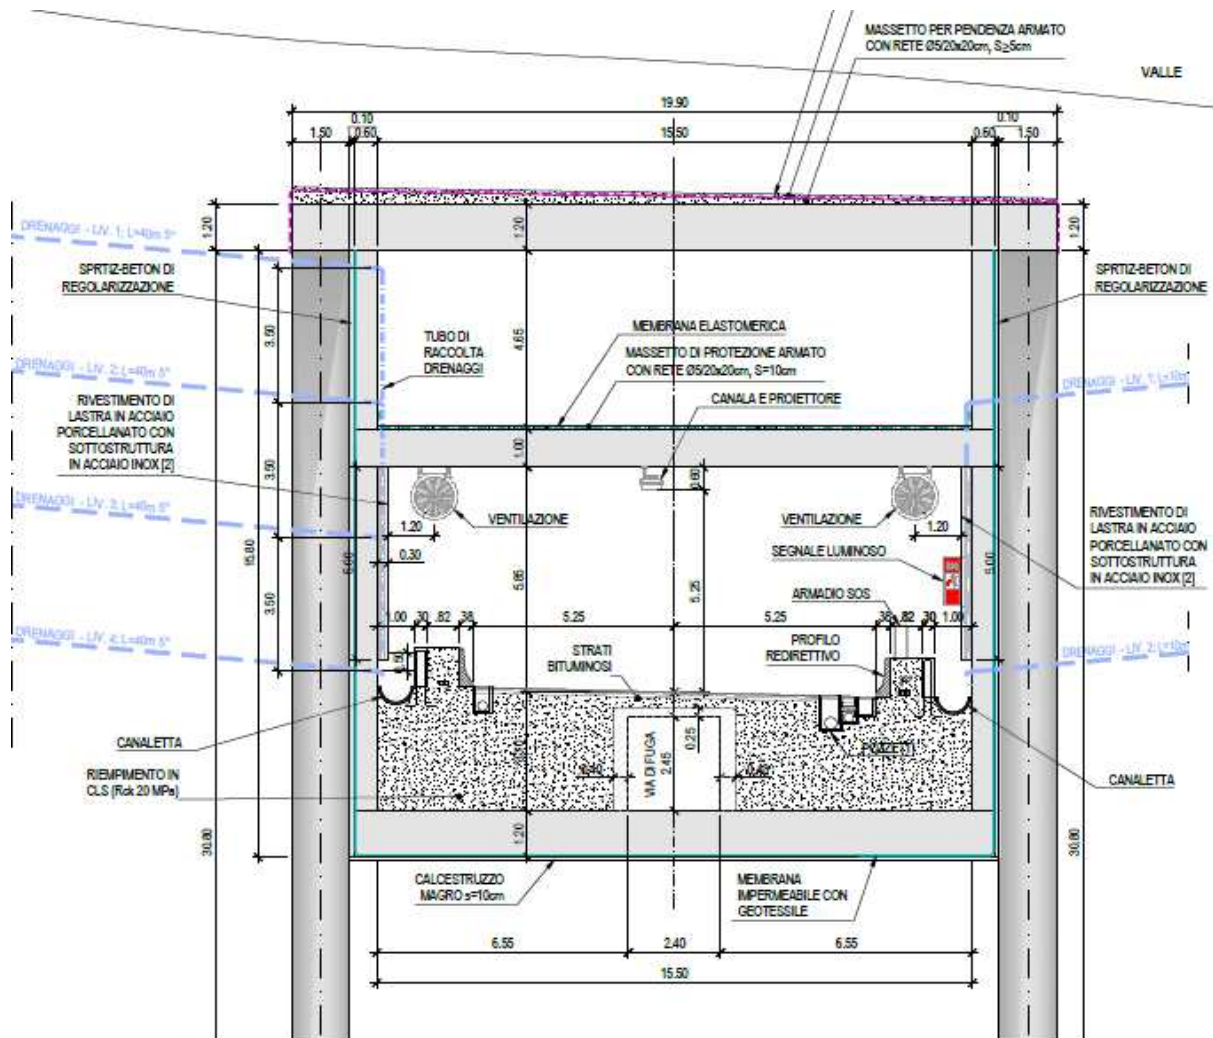 MASSETTO PER PENDENZA ARMATO
CON RETE Ø5/20x20cm, S≥5cm
VALLE
19.90
0.10
0.10
1.50
0.60
15.50
0.60
1.50
1.20
1.20
1.20
DRENAGGI - LIV. 1; L=40m 5°
SPRTIZ-BETON DI
REGOLARIZZAZIONE
SPRTIZ-BETON DI
REGOLARIZZAZIONE
3.50
4.65
TUBO DI
RACCOLTA
DRENAGGI
MEMBRANA ELASTOMERICA
MASSETTO DI PROTEZIONE ARMATO
CON RETE Ø5/20x20cm, S=10cm
CANALA E PROIETTORE
DRENAGGI - LIV. 2; L=40m 5°
DRENAGGI - LIV. 1; L=10m
RIVESTIMENTO DI
LASTRA IN ACCIAIO
PORCELLANATO CON
SOTTOSTRUTTURA
IN ACCIAIO INOX [2]
3.50
1.00
0.60
DRENAGGI - LIV. 3; L=40m 5°
VENTILAZIONE
VENTILAZIONE
RIVESTIMENTO DI
LASTRA IN ACCIAIO
PORCELLANATO CON
SOTTOSTRUTTURA
IN ACCIAIO INOX [2]
1.20
1.20
0.30
SEGNALE LUMINOSO
15.80
5.00
5.00
3.50
5.85
5.25
ARMADIO SOS
1.00
30
.82
.38
5.25
5.25
.38
.82
30
1.00
DRENAGGI - LIV. 4; L=40m 5°
DRENAGGI - LIV. 2; L=10m
STRATI
BITUMINOSI
PROFILO
REDIRETTIVO
CANALETTA
RIEMPIMENTO IN
CLS (Rck 20 MPa)
VIA DI FUGA
2.45
0.25
POZZETTI
CANALETTA
30.80
30.80
1.20
CALCESTRUZZO
MAGRO s=10cm
MEMBRANA
IMPERMEABILE CON
GEOTESSILE
6.55
2.40
6.55
15.50